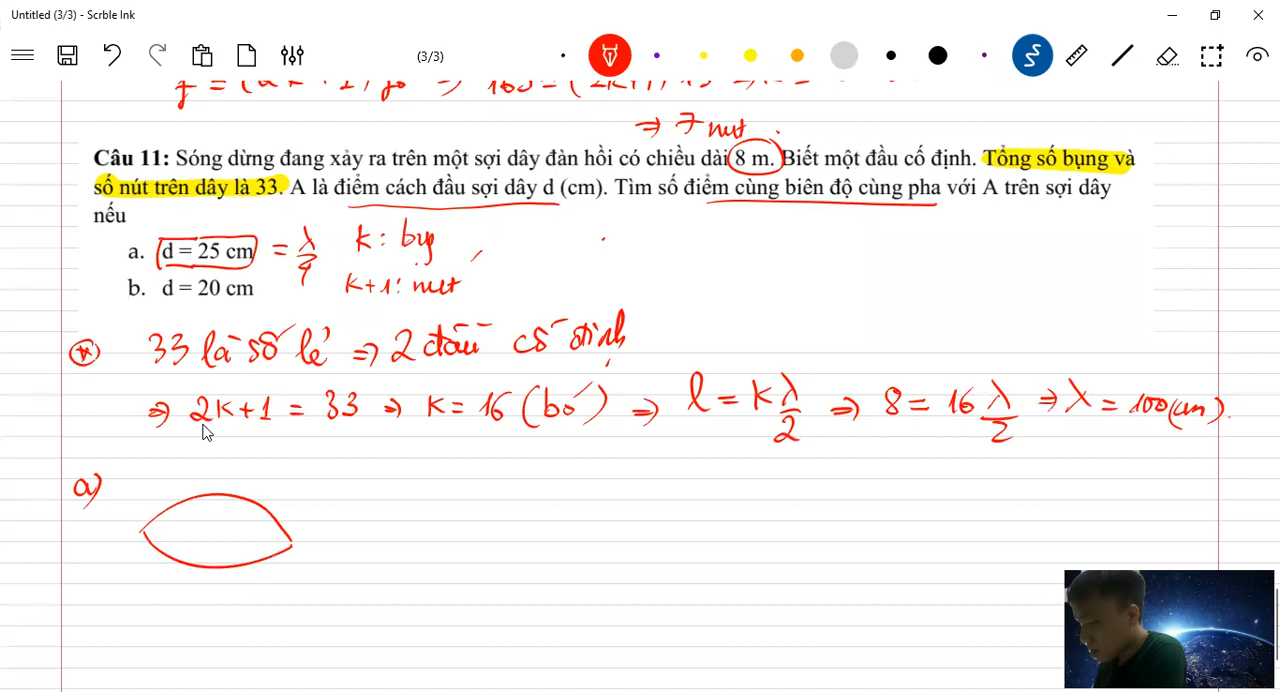 Untitled (3/3) - Scrble Ink
(3/3)
⇒ 7 nút
Câu 11: Sóng dừng đang xảy ra trên một sợi dây đàn hồi có chiều dài 8 m. Biết một đầu cố định. Tổng số bụng và
số nút trên dây là 33. A là điểm cách đầu sợi dây d (cm). Tìm số điểm cùng biên độ cùng pha với A trên sợi dây
nếu
a. d = 25 cm = λ/4 k: bụg
b. d = 20 cm k+1: nút
33 là số lẻ ⇒ 2 đầu cố định
⇒ 2k+1 = 33 ⇒ k = 16 (bó) ⇒ l = k λ/2 ⇒ 8 = 16 λ/2 ⇒ λ = 100 (cm).
a)